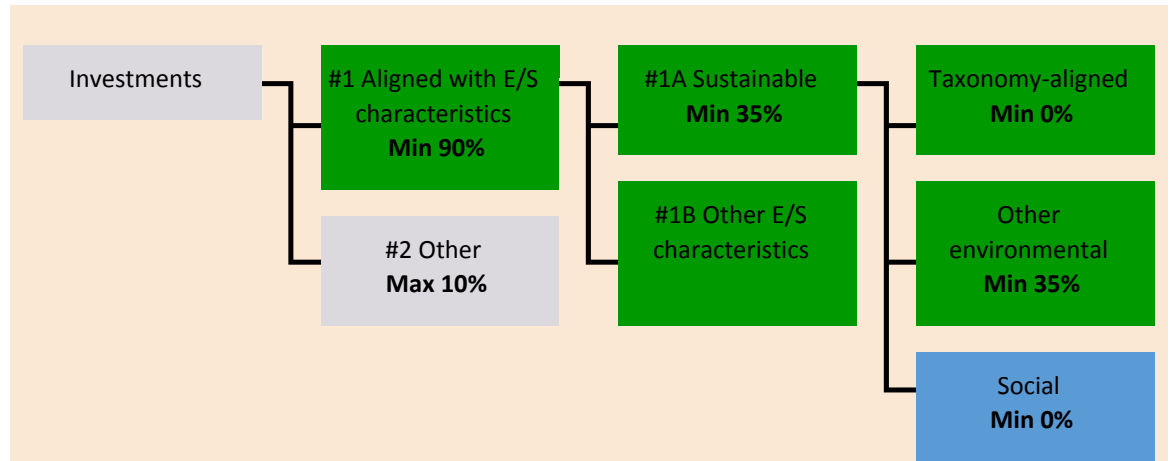 Investments
#1 Aligned with E/S
characteristics
Min 90%
#2 Other
Max 10%
#1A Sustainable
Min 35%
#1B Other E/S
characteristics
Taxonomy-aligned
Min 0%
Other
environmental
Min 35%
Social
Min 0%